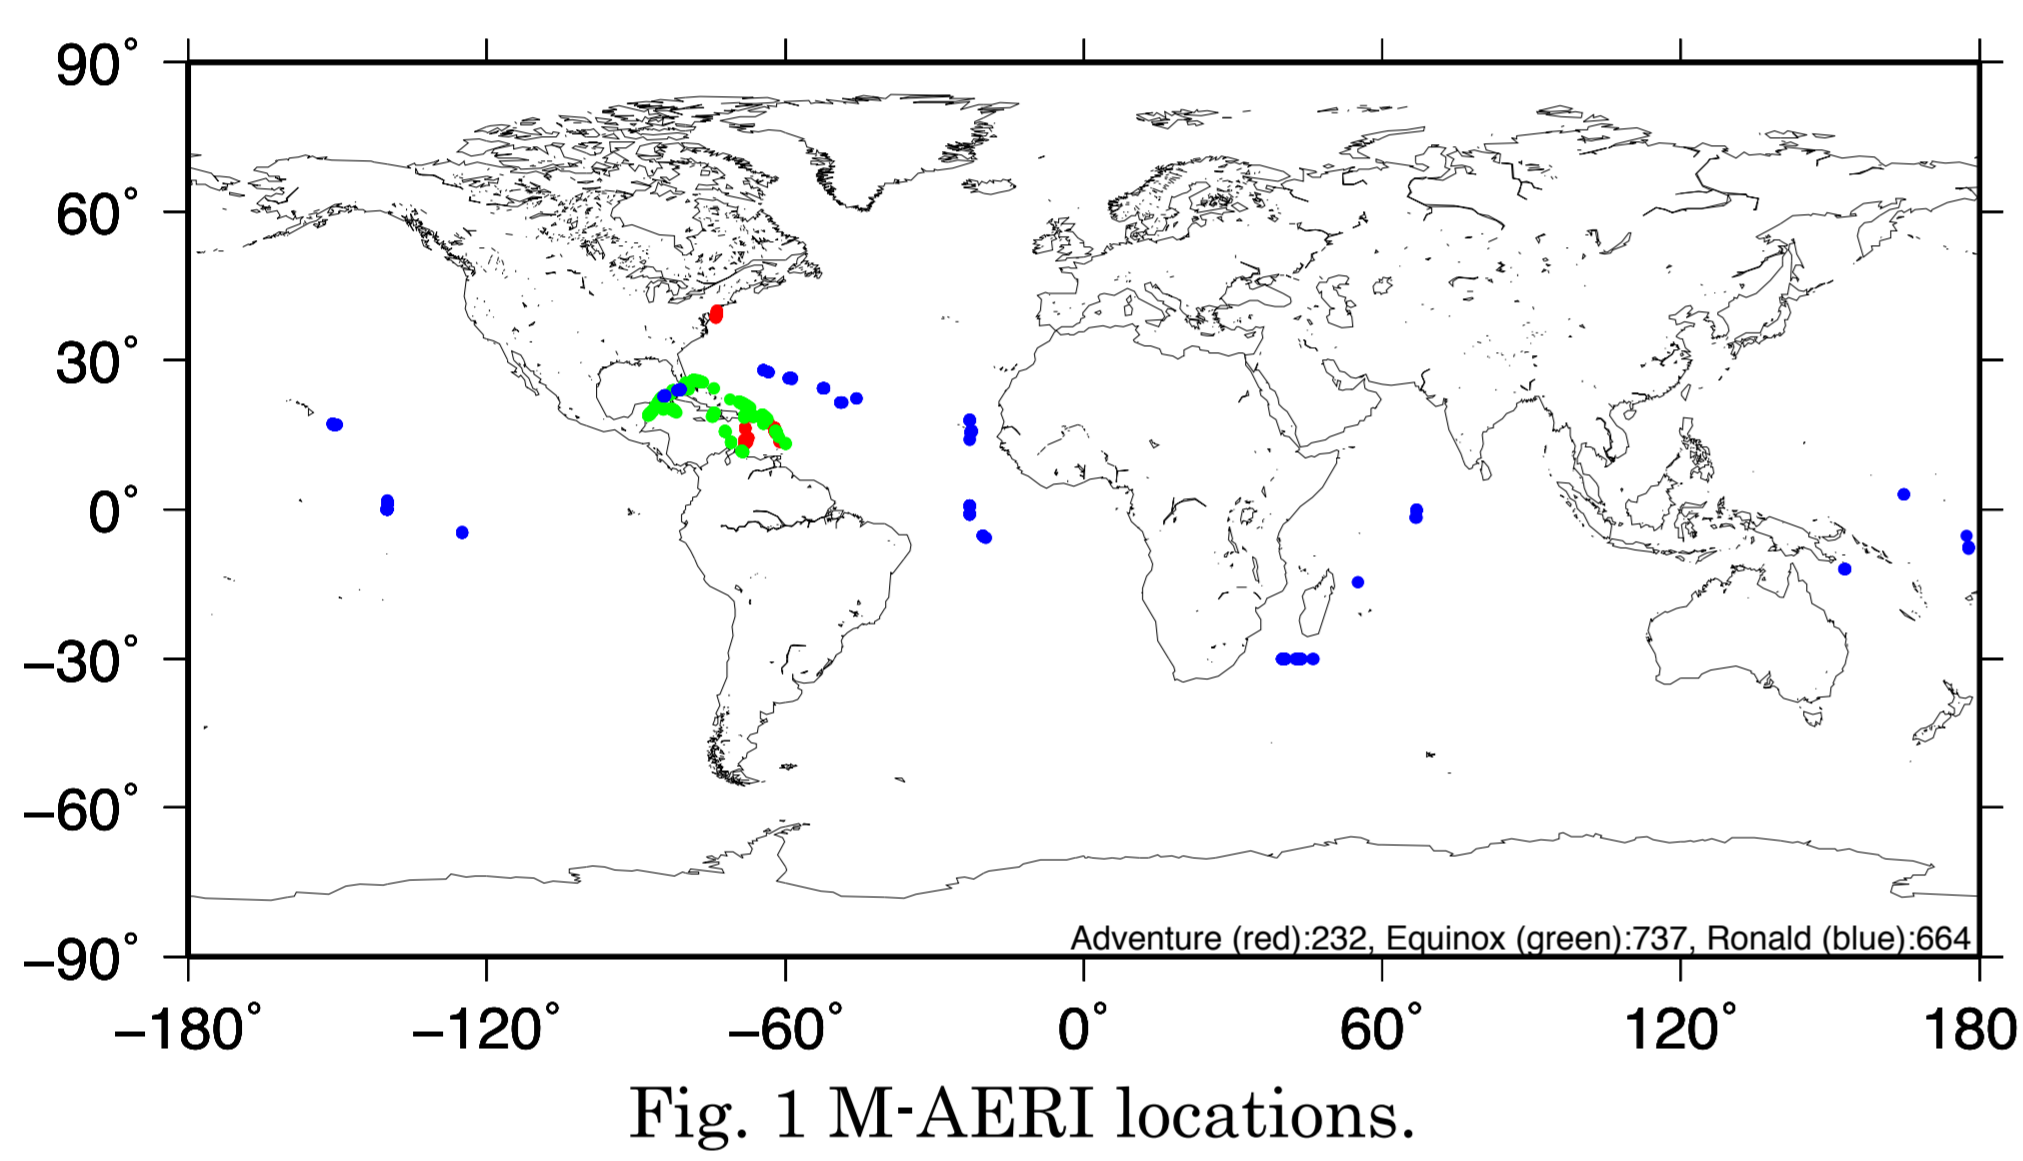 90°
60°
30°
0°
−30°
−60°
−90°
Adventure (red):232, Equinox (green):737, Ronald (blue):664
−180° −120° −60° 0° 60° 120° 180
Fig. 1 M-AERI locations.